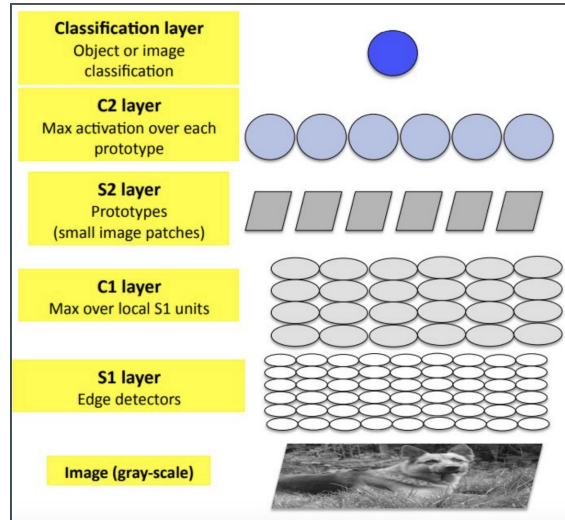 Classification layer
Object or image
classification
C2 layer
Max activation over each
prototype
S2 layer
Prototypes
(small image patches)
C1 layer
Max over local S1 units
S1 layer
Edge detectors
Image (gray-scale)